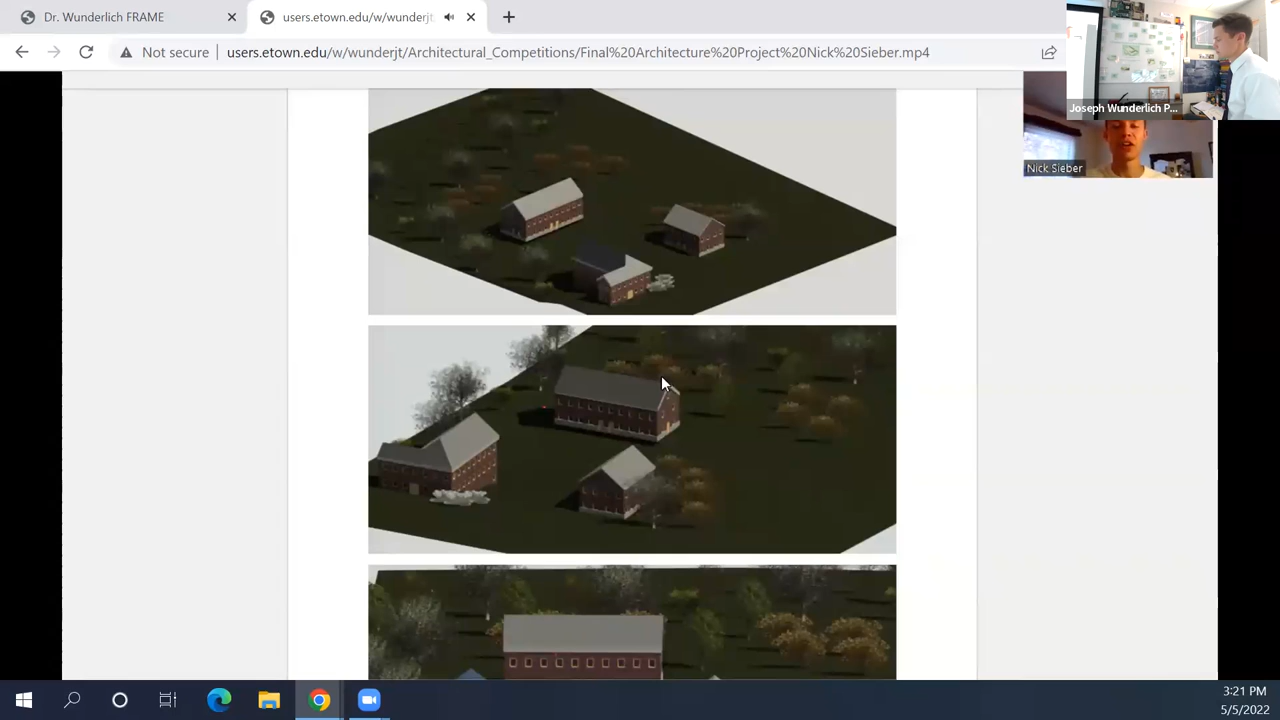 Dr. Wunderlich FRAME
users.etown.edu/w/wunderjt
Not secure
users.etown.edu/w/wunderjt/architectural_Competitions/Final%20Architecture%20Project%20Nick%20Sieber.mp4
Joseph Wunderlich P...
Nick Sieber
3:21 PM
5/5/2022